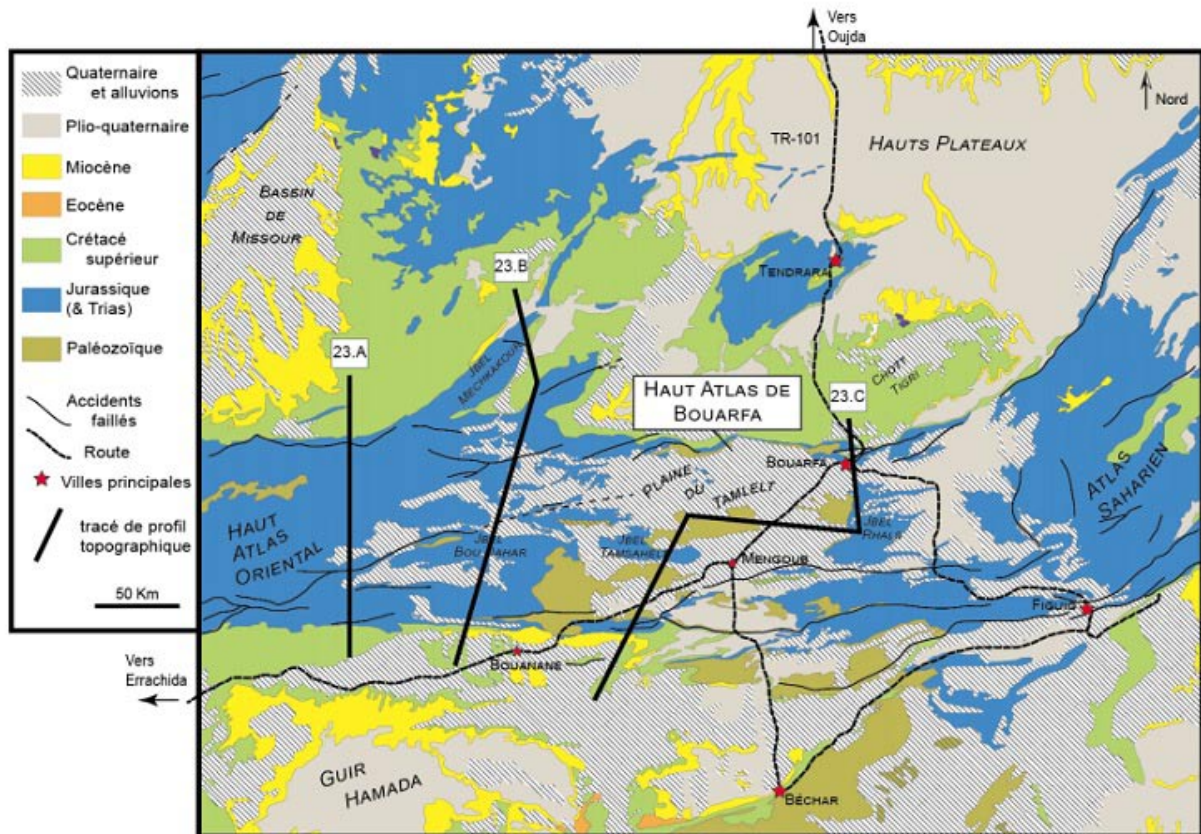 Vers
Oujda
Quaternaire
et alluvions
Plio-quaternaire
Miocène
Eocène
Crétacé
supérieur
Jurassique
(& Trias)
Paléozoïque
Accidents
faillés
Route
Villes principales
tracé de profil
topographique
50 Km
Nord
TR-101
HAUTS PLATEAUX
BASSIN
DE
MISSOUR
23.B
TENDRARA
23.A
JBEL
MECHKAKOUR
CHOTT
TIGRI
HAUT ATLAS DE
BOUARFA
23.C
BOUARFA
PLAINE
DU
TAMLELT
ATLAS
SAHARIEN
HAUT
ATLAS
ORIENTAL
JBEL
BOU DAHAR
JBEL
TAMSAHELT
JBEL
RHALS
MENGOUB
FIGUIG
BOUANANE
Vers
Errachida
GUIR
HAMADA
BÉCHAR